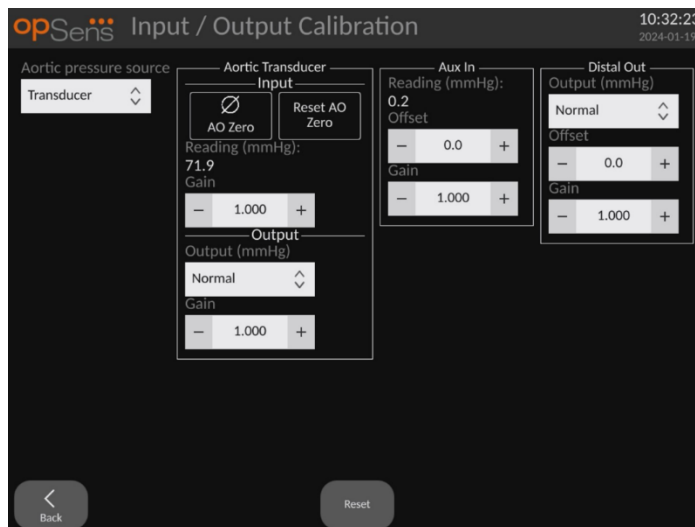 opSens Input / Output Calibration
10:32:23
2024-01-19
Aortic pressure source
Transducer
Aortic Transducer
Input
AO Zero
Reset AO
Zero
Reading (mmHg):
71.9
Gain
− 1.000 +
Output
Output (mmHg)
Normal
Gain
− 1.000 +
Aux In
Reading (mmHg):
0.2
Offset
− 0.0 +
Gain
− 1.000 +
Distal Out
Output (mmHg)
Normal
Offset
− 0.0 +
Gain
− 1.000 +
Back
Reset